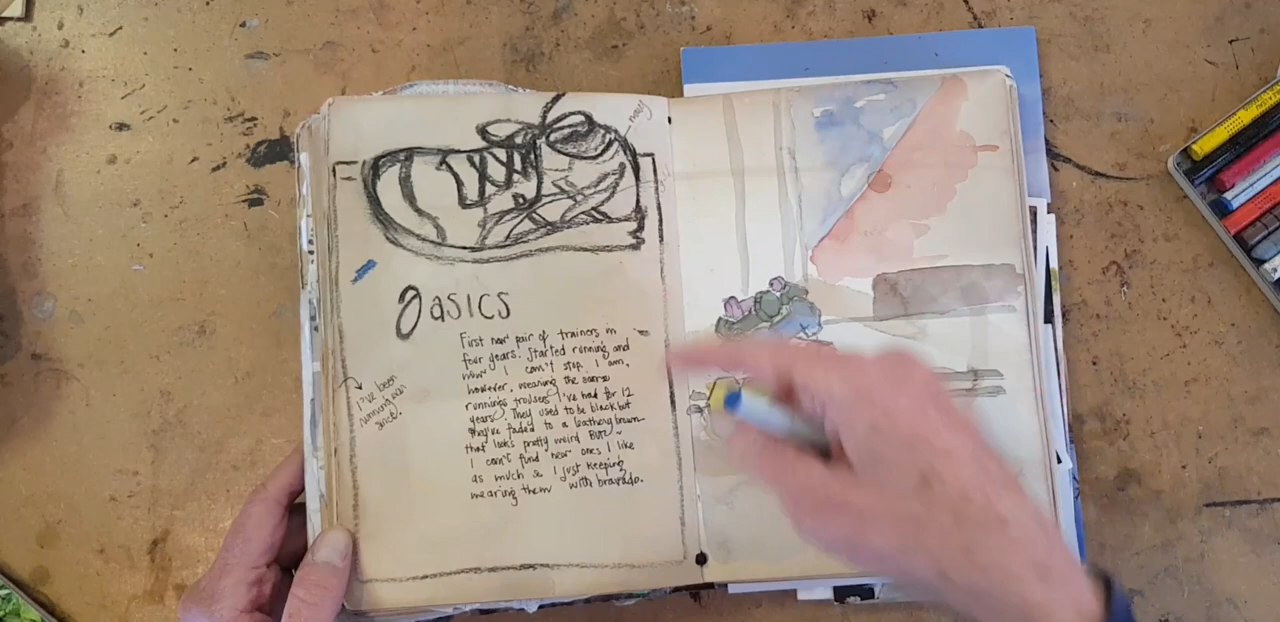 navy
OASICS
First new pair of trainers in
four years. Started running and
now I can't stop. I am,
however, wearing the same
runnings trousers I've had for 12
years. They used to be black but
they've faded to a leathery brown
that looks pretty weird BUT
I can't find new ones I like
as much so I just keeping
wearing them with bravado.
I've been
running ever
since!